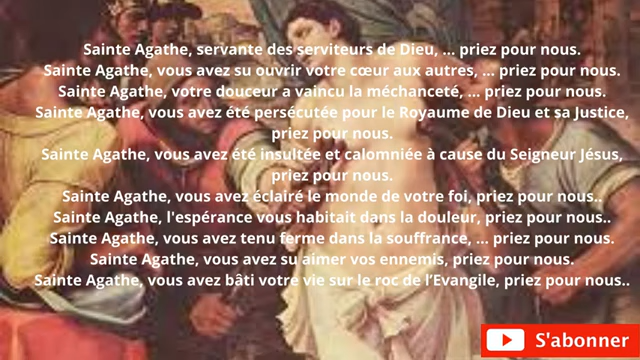 Sainte Agathe, servante des serviteurs de Dieu, ... priez pour nous.
Sainte Agathe, vous avez su ouvrir votre cœur aux autres, ... priez pour nous.
Sainte Agathe, votre douceur a vaincu la méchanceté, ... priez pour nous.
Sainte Agathe, vous avez été persécutée pour le Royaume de Dieu et sa Justice,
priez pour nous.
Sainte Agathe, vous avez été insultée et calomniée à cause du Seigneur Jésus,
priez pour nous.
Sainte Agathe, vous avez éclairé le monde de votre foi, priez pour nous..
Sainte Agathe, l'espérance vous habitait dans la douleur, priez pour nous..
Sainte Agathe, vous avez tenu ferme dans la souffrance, ... priez pour nous.
Sainte Agathe, vous avez su aimer vos ennemis, priez pour nous.
Sainte Agathe, vous avez bâti votre vie sur le roc de l’Evangile, priez pour nous..
S'abonner